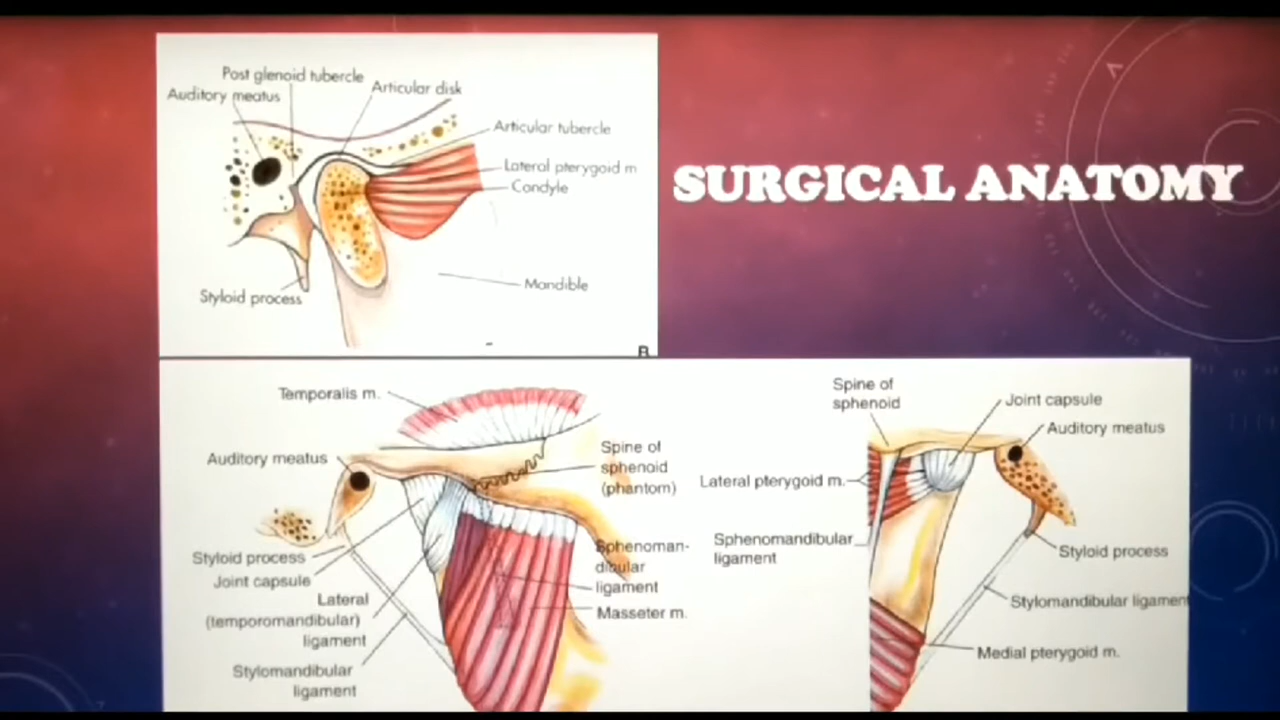 Post glenoid tubercle
Auditory meatus
Articular disk
Articular tubercle
Lateral pterygoid m
Condyle
Mandible
Styloid process
B
SURGICAL ANATOMY
Temporalis m.
Auditory meatus
Spine of
sphenoid
(phantom)
Styloid process
Joint capsule
Lateral
(temporomandibular)
ligament
Stylomandibular
ligament
Sphenoman-
dibular
ligament
Masseter m.
Spine of
sphenoid
Joint capsule
Auditory meatus
Lateral pterygoid m.
Sphenomandibular
ligament
Styloid process
Stylomandibular ligament
Medial pterygoid m.